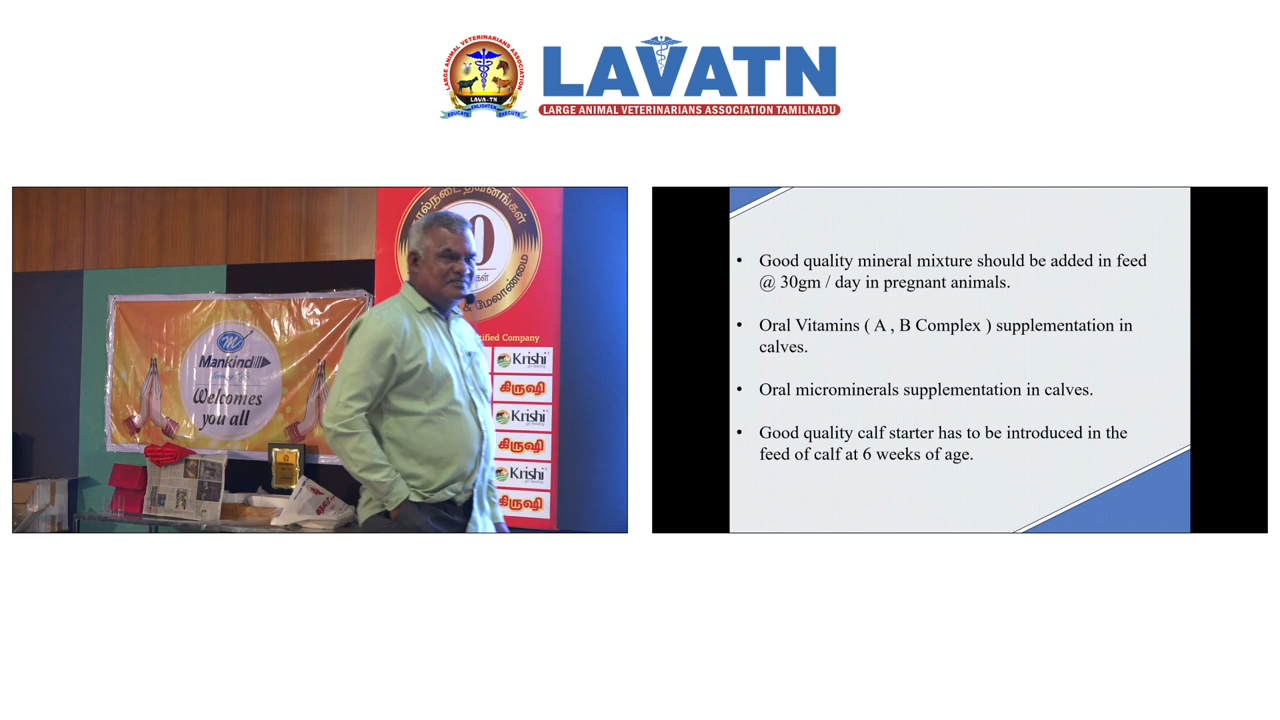 LARGE ANIMAL VETERINARIANS ASSOCIATION
LAVA-TN
EDUCATE ENLIGHTEN EXECUTE
LAVATN
LARGE ANIMAL VETERINARIANS ASSOCIATION TAMILNADU
& மேலாண்மை
Company
Mankind
Welcomes
you all
Krishi
கிருஷி
Krishi
கிருஷி
Krishi
கிருஷி
• Good quality mineral mixture should be added in feed
@ 30gm / day in pregnant animals.
• Oral Vitamins ( A , B Complex ) supplementation in
calves.
• Oral microminerals supplementation in calves.
• Good quality calf starter has to be introduced in the
feed of calf at 6 weeks of age.